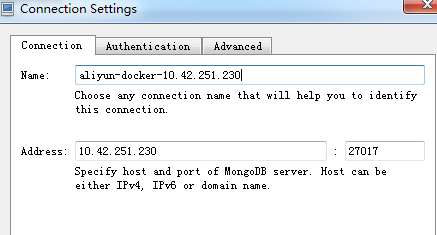 Connection Settings
Connection Authentication Advanced
Name: aliyun-docker-10.42.251.230
Choose any connection name that will help you to identify
this connection.
Address: 10.42.251.230 : 27017
Specify host and port of MongoDB server. Host can be
either IPv4, IPv6 or domain name.